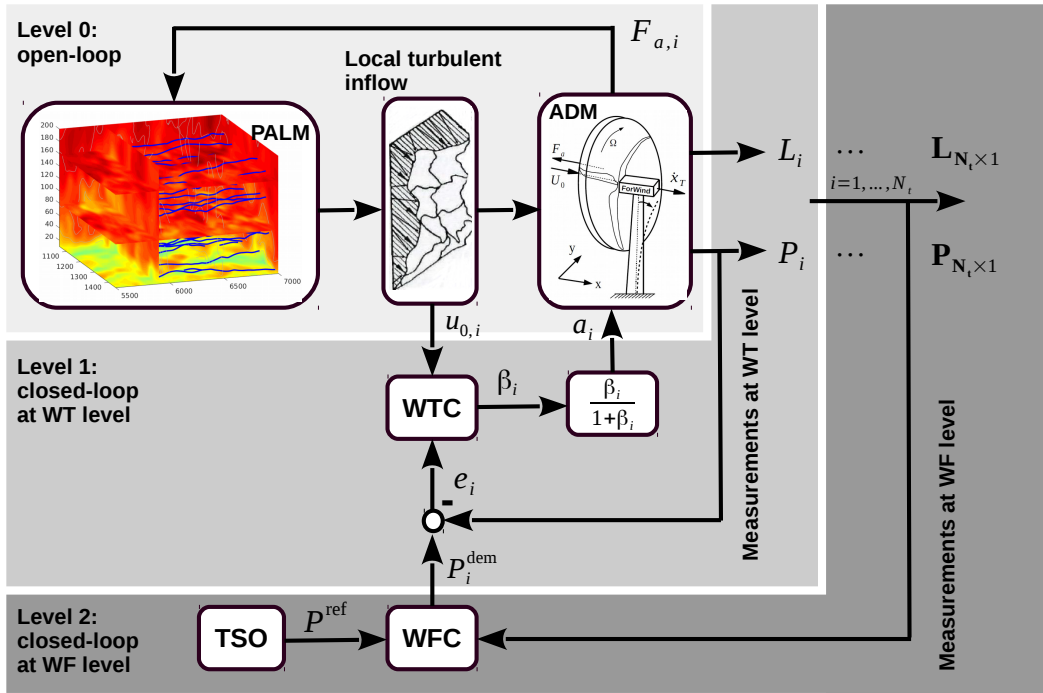 Level 0:
open-loop
F_{a,i}
Local turbulent
inflow
PALM
200
180
160
140
120
100
80
60
40
20
1100
1200
1300
1400
5500
6000
6500
7000
ADM
F_a
U_0
Ω
ForWind
ẋ_T
y
x
L_i
...
L_{N_t×1}
i=1,...,N_t
P_i
...
P_{N_t×1}
u_{0,i}
a_i
Level 1:
closed-loop
at WT level
WTC
β_i
β_i
1+β_i
e_i
-
P_i^{dem}
Measurements at WT level
Measurements at WF level
Level 2:
closed-loop
at WF level
TSO
P^{ref}
WFC